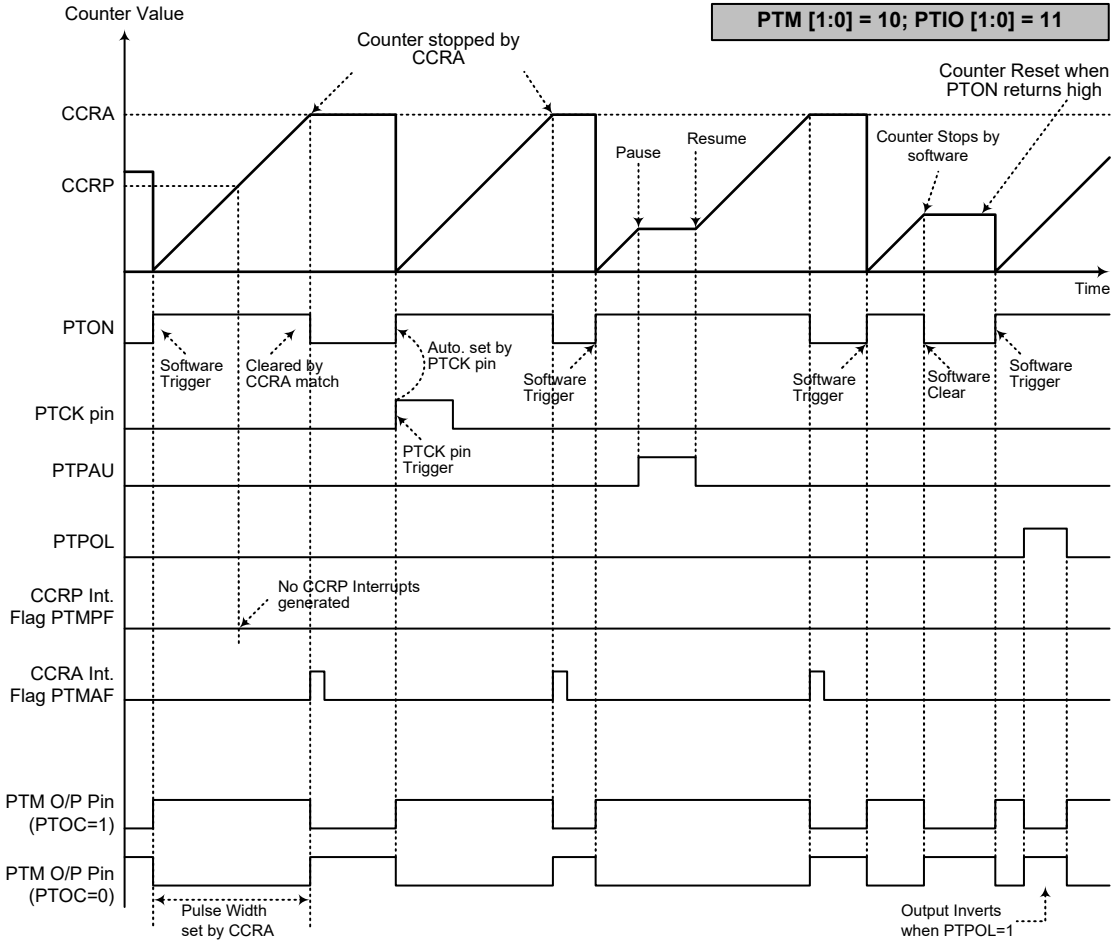 Counter Value
PTM [1:0] = 10; PTIO [1:0] = 11
Counter stopped by
CCRA
Counter Reset when
PTON returns high
CCRA
Pause
Resume
Counter Stops by
software
CCRP
Time
PTON
Software
Trigger
Cleared by
CCRA match
Auto. set by
PTCK pin
Software
Trigger
Software
Trigger
Software
Clear
Software
Trigger
PTCK pin
PTCK pin
Trigger
PTPAU
PTPOL
CCRP Int.
Flag PTMPF
No CCRP Interrupts
generated
CCRA Int.
Flag PTMAF
PTM O/P Pin
(PTOC=1)
PTM O/P Pin
(PTOC=0)
Pulse Width
set by CCRA
Output Inverts
when PTPOL=1